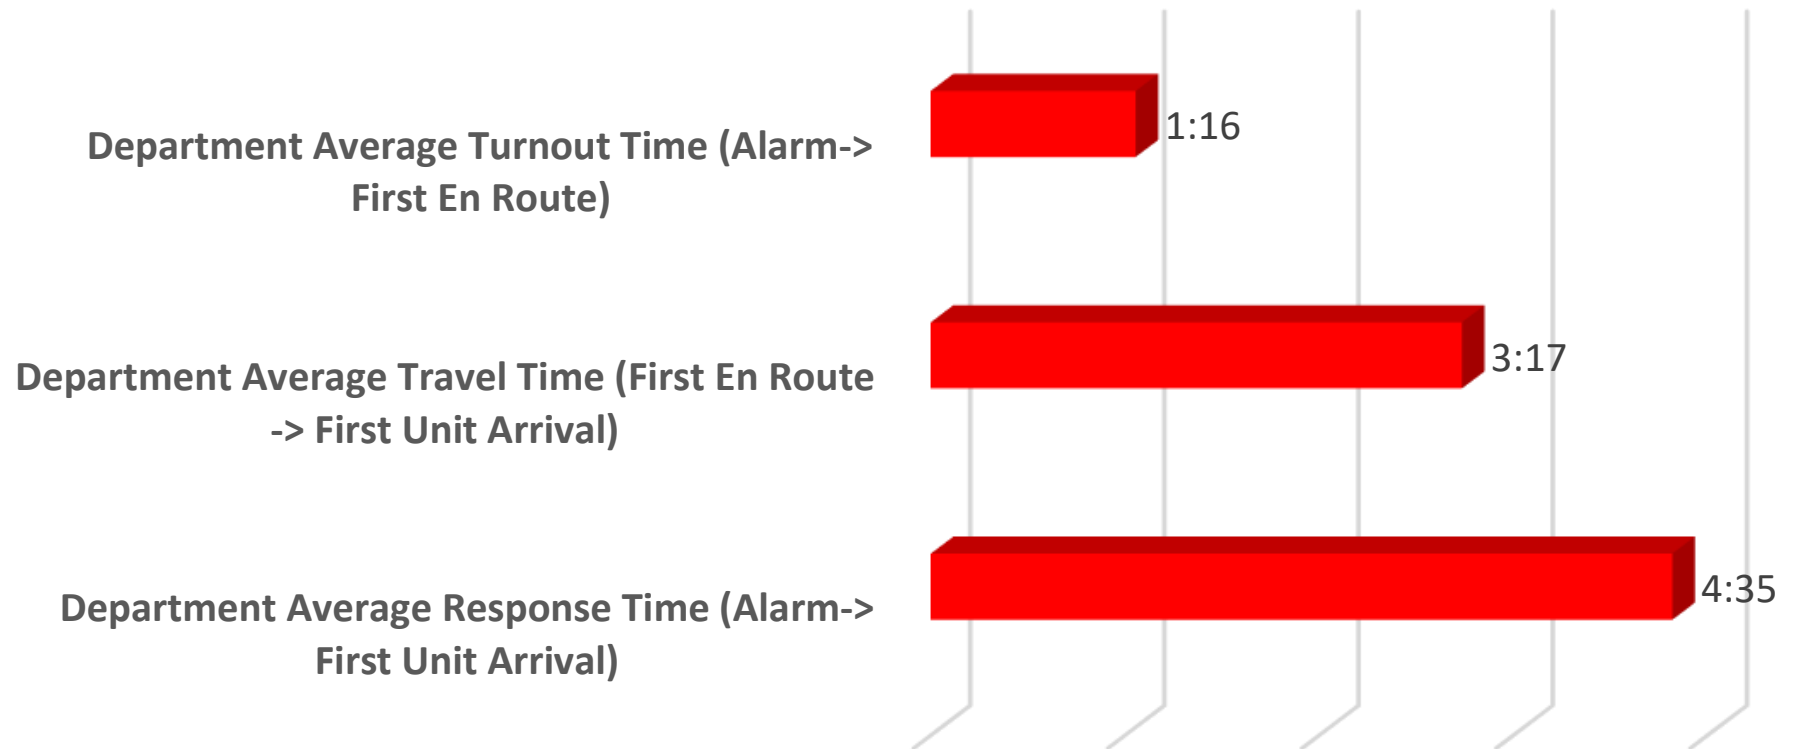 Department Average Turnout Time (Alarm->
First En Route)
1:16
Department Average Travel Time (First En Route
-> First Unit Arrival)
3:17
Department Average Response Time (Alarm->
First Unit Arrival)
4:35